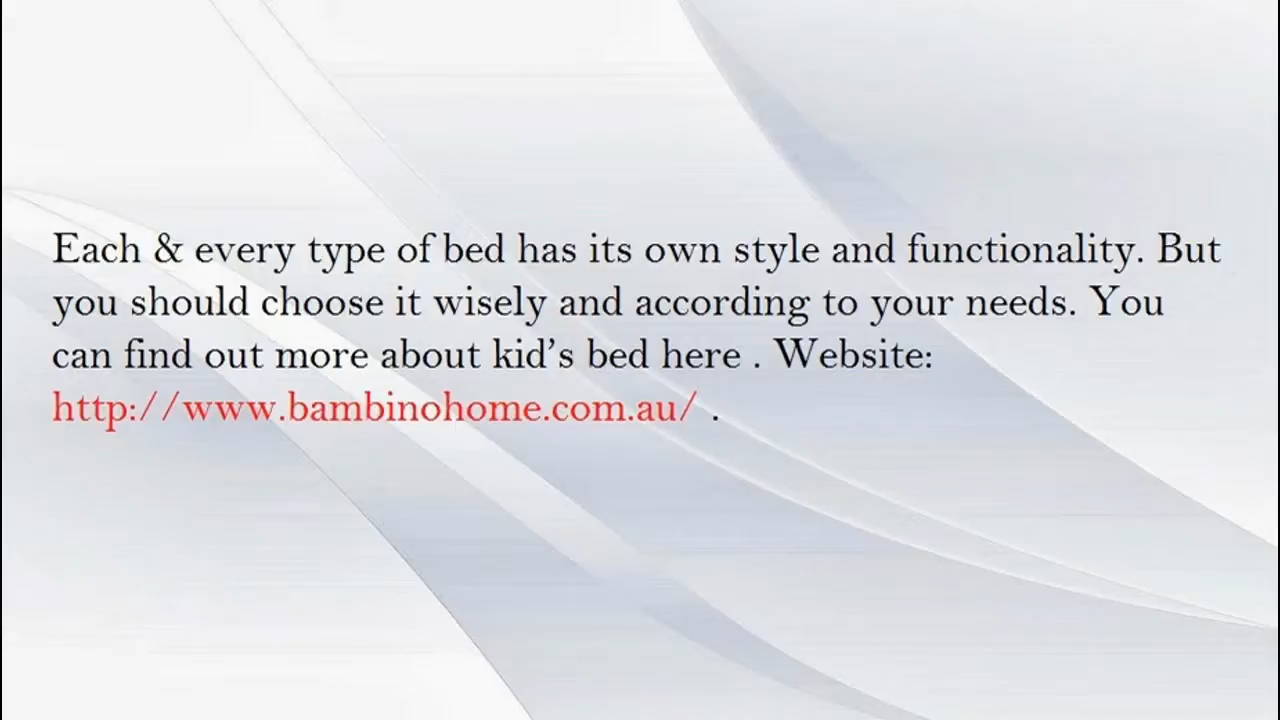 Each & every type of bed has its own style and functionality. But
you should choose it wisely and according to your needs. You
can find out more about kid’s bed here . Website:
http://www.bambinohome.com.au/ .